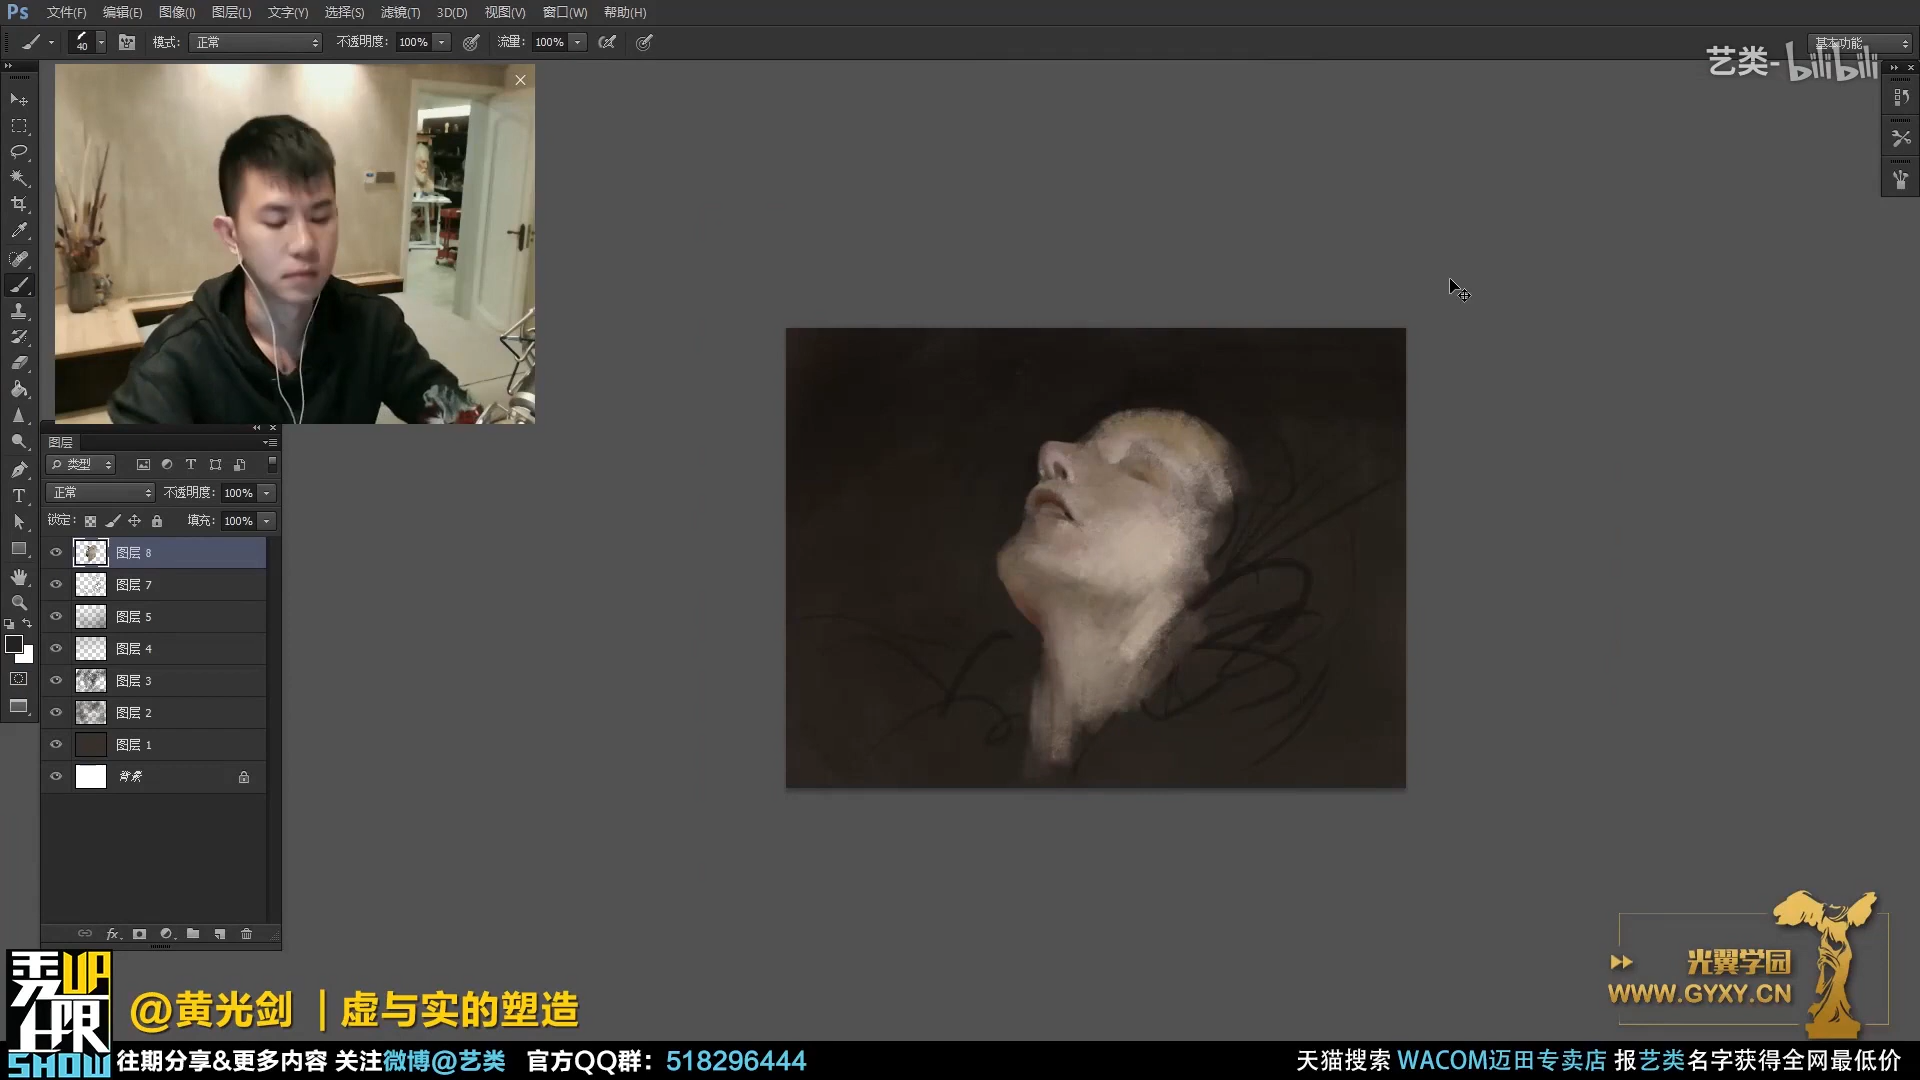 Ps 文件(F) 编辑(E) 图像(I) 图层(L) 文字(Y) 选择(S) 滤镜(T) 3D(D) 视图(V) 窗口(W) 帮助(H)
40 模式: 正常 不透明度: 100% 流量: 100% 基本功能
艺类-bilibili
图层
类型
正常 不透明度: 100%
锁定: 填充: 100%
图层 8
图层 7
图层 5
图层 4
图层 3
图层 2
图层 1
背景
光翼学园
WWW.GYXY.CN
UP
SHOW
@黄光剑 | 虚与实的塑造
往期分享&更多内容 关注微博@艺类 官方QQ群: 518296444
天猫搜索 WACOM迈田专卖店 报艺类名字获得全网最低价